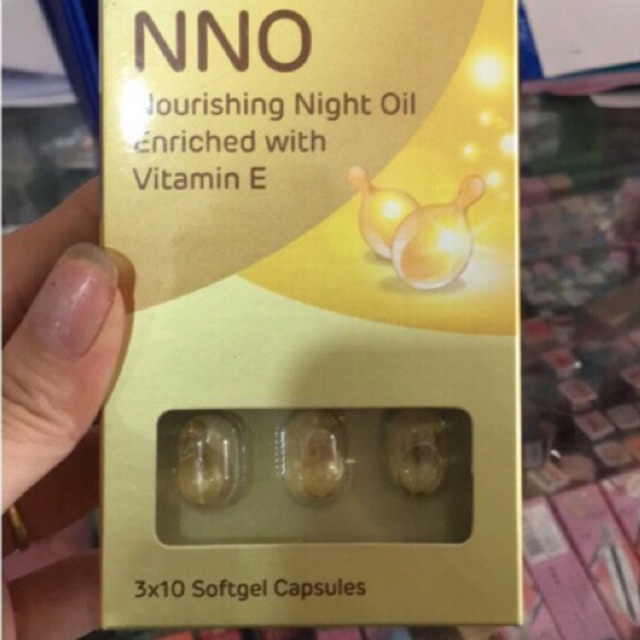 NNO
Nourishing Night Oil
Enriched with
Vitamin E
3x10 Softgel Capsules